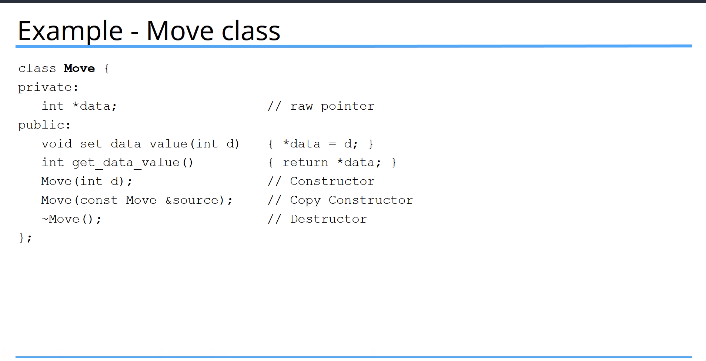 Example - Move class
class Move {
private:
int *data; // raw pointer
public:
void set_data_value(int d) { *data = d; }
int get_data_value() { return *data; }
Move(int d); // Constructor
Move(const Move &source); // Copy Constructor
~Move(); // Destructor
};